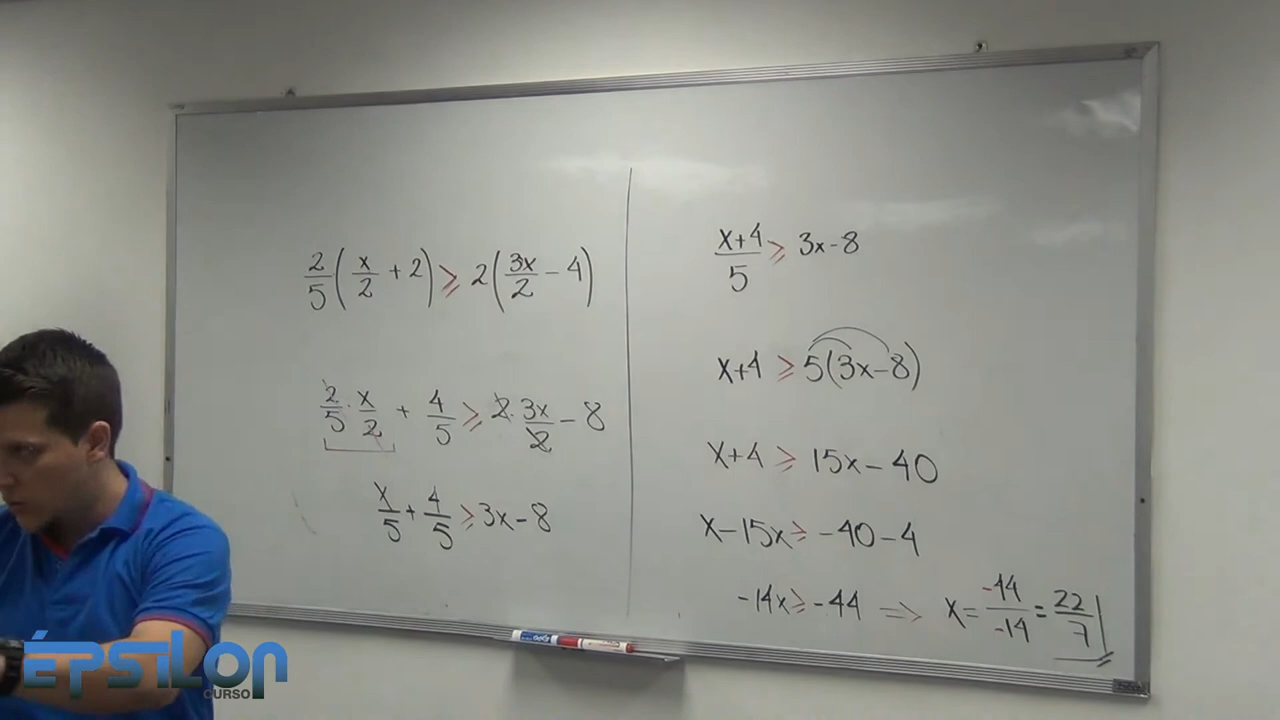 2/5 ( x/2 + 2 ) ≥ 2 ( 3x/2 - 4 )
2/5 · x/2 + 4/5 ≥ 2 · 3x/2 - 8
x/5 + 4/5 ≥ 3x - 8
x+4/5 ≥ 3x - 8
x+4 ≥ 5(3x-8)
x+4 ≥ 15x - 40
x - 15x ≥ -40 - 4
-14x ≥ -44 => x = -44/-14 = 22/7
ÉPSILON
CURSO